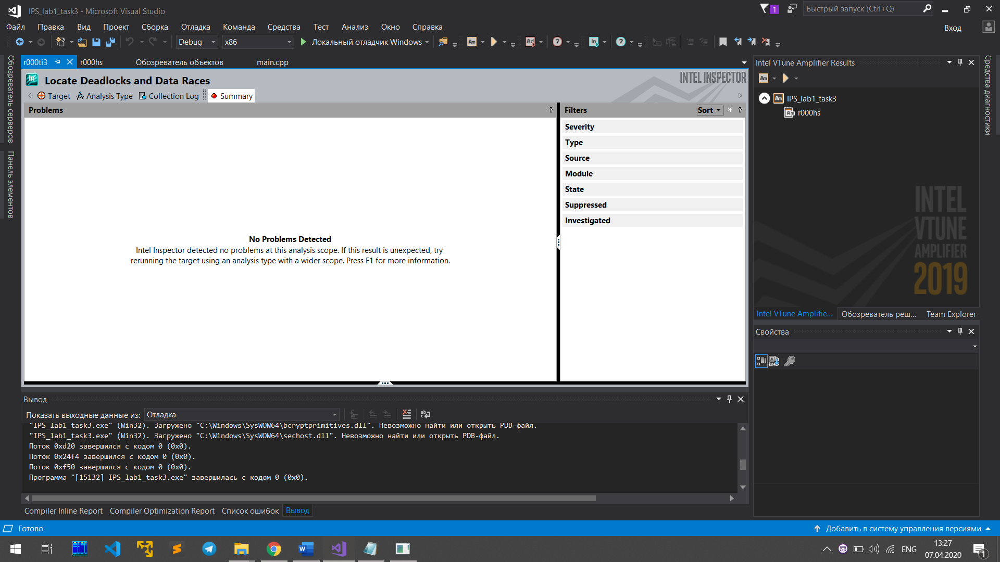 IPS_lab1_task3 - Microsoft Visual Studio
1
Быстрый запуск (Ctrl+Q)
Файл Правка Вид Проект Сборка Отладка Команда Средства Тест Анализ Окно Справка
Вход
Debug x86 Локальный отладчик Windows
r000ti3 r000hs Обозреватель объектов main.cpp
Обозреватель серверов
Панель элементов
Locate Deadlocks and Data Races
INTEL INSPECTOR
Target Analysis Type Collection Log Summary
Problems ?
Filters Sort ?
Severity
Type
Source
Module
State
Suppressed
Investigated
No Problems Detected
Intel Inspector detected no problems at this analysis scope. If this result is unexpected, try
rerunning the target using an analysis type with a wider scope. Press F1 for more information.
Intel VTune Amplifier Results
IPS_lab1_task3
r000hs
INTEL
VTUNE
AMPLIFIER
2019
Intel VTune Amplifie... Обозреватель реш... Team Explorer
Средства диагностики
Свойства
Вывод
Показать выходные данные из: Отладка
"IPS_lab1_task3.exe" (Win32). Загружено "C:\Windows\SysWOW64\bcryptprimitives.dll". Невозможно найти или открыть PDB-файл.
"IPS_lab1_task3.exe" (Win32). Загружено "C:\Windows\SysWOW64\sechost.dll". Невозможно найти или открыть PDB-файл.
Поток 0xd20 завершился с кодом 0 (0x0).
Поток 0x24f4 завершился с кодом 0 (0x0).
Поток 0xf50 завершился с кодом 0 (0x0).
Программа "[15132] IPS_lab1_task3.exe" завершилась с кодом 0 (0x0).
Compiler Inline Report Compiler Optimization Report Список ошибок Вывод
Готово
Добавить в систему управления версиями
ENG
13:27
07.04.2020
1